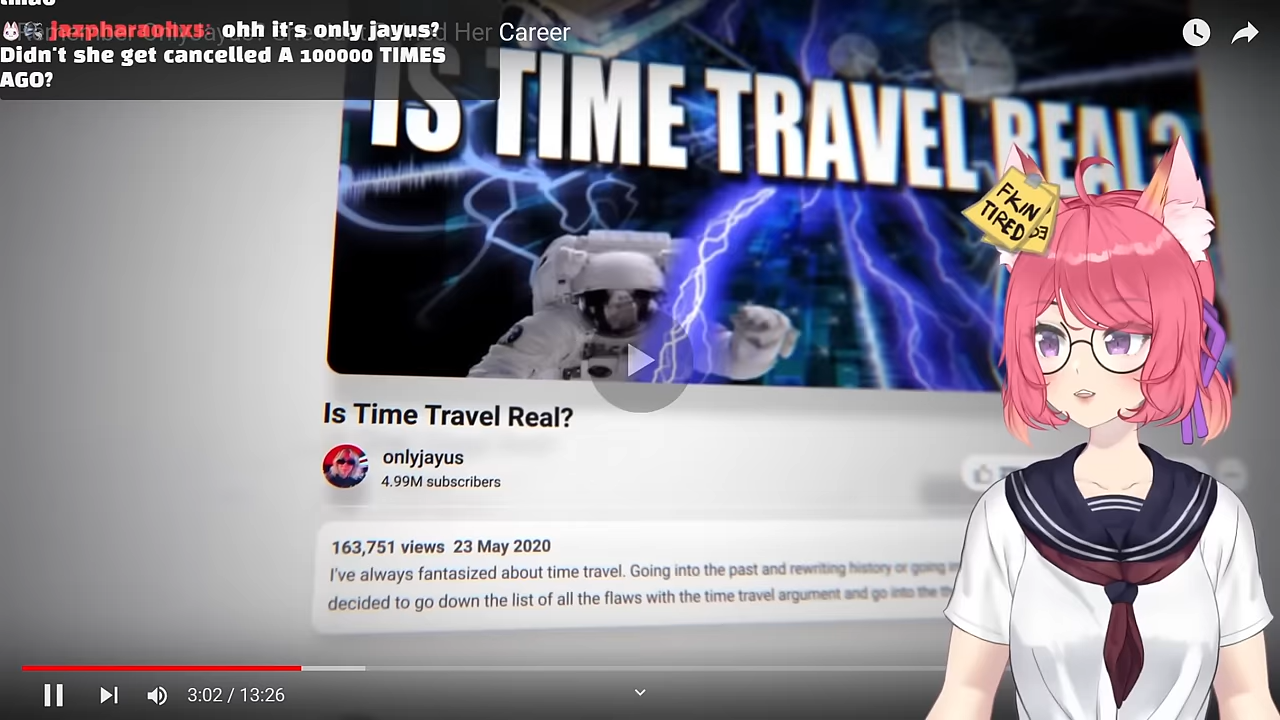 lmao
jazpharaohxs: ohh it's only jayus?
Her Career
Didn't she get cancelled A 100000 TIMES
AGO?
IS TIME TRAVEL REAL?
FKIN
TIRED
Is Time Travel Real?
onlyjayus
4.99M subscribers
163,751 views 23 May 2020
I've always fantasized about time travel. Going into the past and rewriting history or going
decided to go down the list of all the flaws with the time travel argument and go into the
3:02 / 13:26